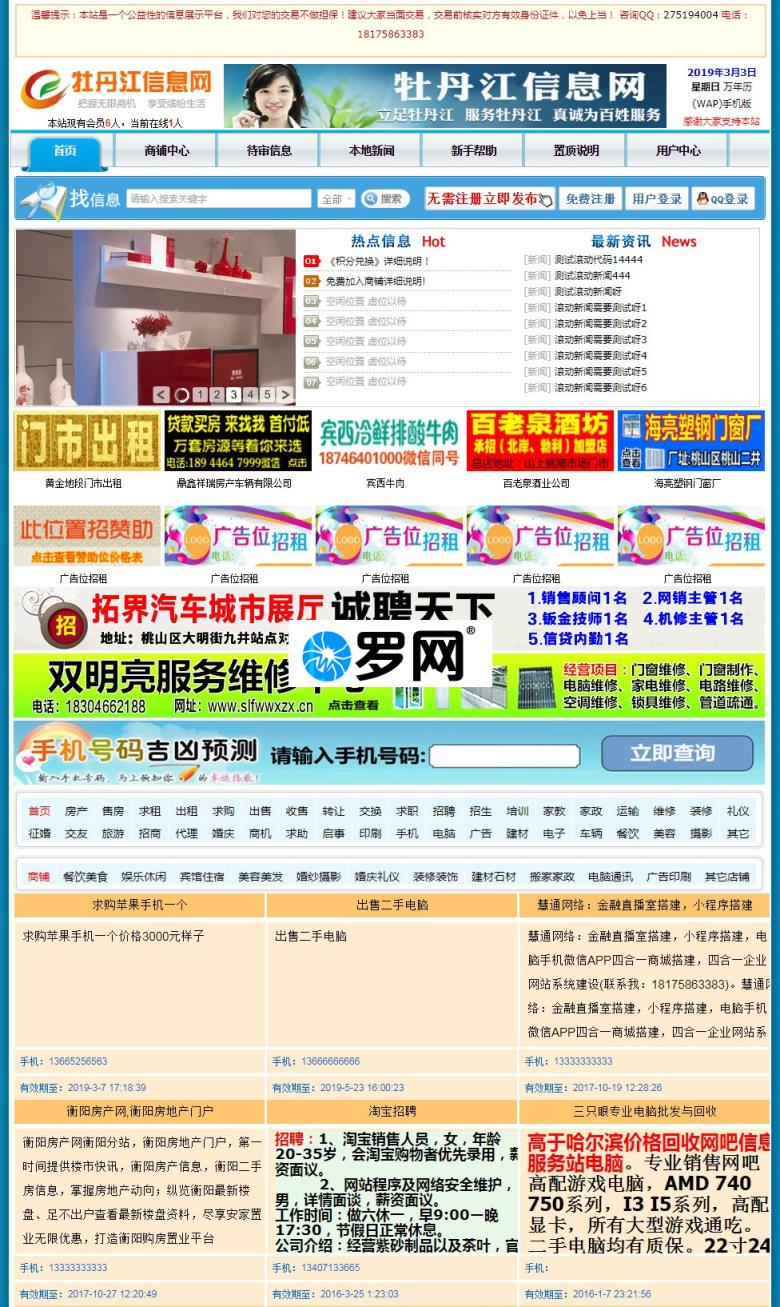 温馨提示：本站是一个公益性的信息展示平台，我们对您的交易不做担保！建议大家当面交易，交易前核实对方有效身份证件，以免上当！ 咨询QQ：275194004 电话：
18175863383
牡丹江信息网
把握无限商机 享受缤纷生活
本站现有会员6人，当前在线1人
牡丹江信息网
立足牡丹江 服务牡丹江 真诚为百姓服务
2019年3月3日
星期日 万年历
(WAP)手机版
感谢大家支持本站
首页 商铺中心 待审信息 本地新闻 新手帮助 置顶说明 用户中心
找信息 请输入搜索关键字 全部 搜索 无需注册立即发布 免费注册 用户登录 QQ登录
热点信息 Hot
01 《积分兑换》详细说明！
02 免费加入商铺详细说明!
03 空闲位置 虚位以待
04 空闲位置 虚位以待
05 空闲位置 虚位以待
06 空闲位置 虚位以待
07 空闲位置 虚位以待
最新资讯 News
[新闻] 测试滚动代码14444
[新闻] 测试滚动新闻444
[新闻] 测试滚动新闻呀
[新闻] 滚动新闻需要测试呀1
[新闻] 滚动新闻需要测试呀2
[新闻] 滚动新闻需要测试呀3
[新闻] 滚动新闻需要测试呀4
[新闻] 滚动新闻需要测试呀5
[新闻] 滚动新闻需要测试呀6
1 2 3 4 5
门市出租
黄金地段门市出租
贷款买房 来找我 首付低
万套房源等着你来选
电话:189 4464 7999微信 点击
鼎鑫祥瑞房产车辆有限公司
宾西冷鲜排酸牛肉
18746401000微信同号
宾西牛肉
百老泉酒坊
承招（北岸、勃利）加盟店
总店地址：山上桃南市场门市
百老泉酒业公司
海亮塑钢门窗厂
点击查看
厂址:桃山区桃山二井
海亮塑钢门窗厂
此位置招赞助
点击查看赞助位价格表
广告位招租
LOGO 广告位招租
电话:
广告位招租
LOGO 广告位招租
电话:
广告位招租
LOGO 广告位招租
电话:
广告位招租
LOGO 广告位招租
电话:
广告位招租
招 拓界汽车城市展厅 诚聘天下
地址：桃山区大明街九井站点对
1.销售顾问1名 2.网销主管1名
3.钣金技师1名 4.机修主管1名
5.信贷内勤1名
罗网®
双明亮服务维修中心
电话：18304662188 网址：www.slfwwxzx.cn 点击查看
经营项目：门窗维修、门窗制作、
电脑维修、家电维修、电路维修、
空调维修、锁具维修、管道疏通。
手机号码吉凶预测
输入手机号码，马上预知你的幸运指数！
请输入手机号码: 立即查询
首页 房产 售房 求租 出租 求购 出售 收售 转让 交换 求职 招聘 招生 培训 家教 家政 运输 维修 装修 礼仪
征婚 交友 旅游 招商 代理 婚庆 商机 求助 启事 印刷 手机 电脑 广告 建材 电子 车辆 餐饮 美容 摄影 其它
商铺 餐饮美食 娱乐休闲 宾馆住宿 美容美发 婚纱摄影 婚庆礼仪 装修装饰 建材石材 搬家家政 电脑通讯 广告印刷 其它店铺
求购苹果手机一个
求购苹果手机一个价格3000元样子
手机：13665256563
有效期至：2019-3-7 17:18:39
出售二手电脑
出售二手电脑
手机：13666666666
有效期至：2019-5-23 16:00:23
慧通网络：金融直播室搭建，小程序搭建
慧通网络：金融直播室搭建，小程序搭建，电
脑手机微信APP四合一商城搭建，四合一企业
网站系统建设(联系我：18175863383)。慧通网
络：金融直播室搭建，小程序搭建，电脑手机
微信APP四合一商城搭建，四合一企业网站系
手机：13333333333
有效期至：2017-10-19 12:28:26
衡阳房产网,衡阳房地产门户
衡阳房产网衡阳分站，衡阳房地产门户，第一
时间提供楼市快讯，衡阳房产信息，衡阳二手
房信息，掌握房地产动向；纵览衡阳最新楼
盘、足不出户查看最新楼盘资料，尽享安家置
业无限优惠，打造衡阳购房置业平台
手机：13333333333
有效期至：2017-10-27 12:20:49
淘宝招聘
招聘：1、淘宝销售人员，女，年龄
20-35岁，会淘宝购物者优先录用，薪
资面议。
2、网站程序及网络安全维护，
男，详情面谈，薪资面议。
工作时间：做六休一，早9:00一晚
17:30，节假日正常休息。
公司介绍：经营紫砂制品以及茶叶，官
手机：13407133665
有效期至：2016-3-25 1:23:03
三只眼专业电脑批发与回收
高于哈尔滨价格回收网吧信息
服务站电脑。专业销售网吧
高配游戏电脑，AMD 740
750系列，I3 I5系列，高配
显卡，所有大型游戏通吃。
二手电脑均有质保。22寸24
手机：
有效期至：2016-1-7 23:21:56